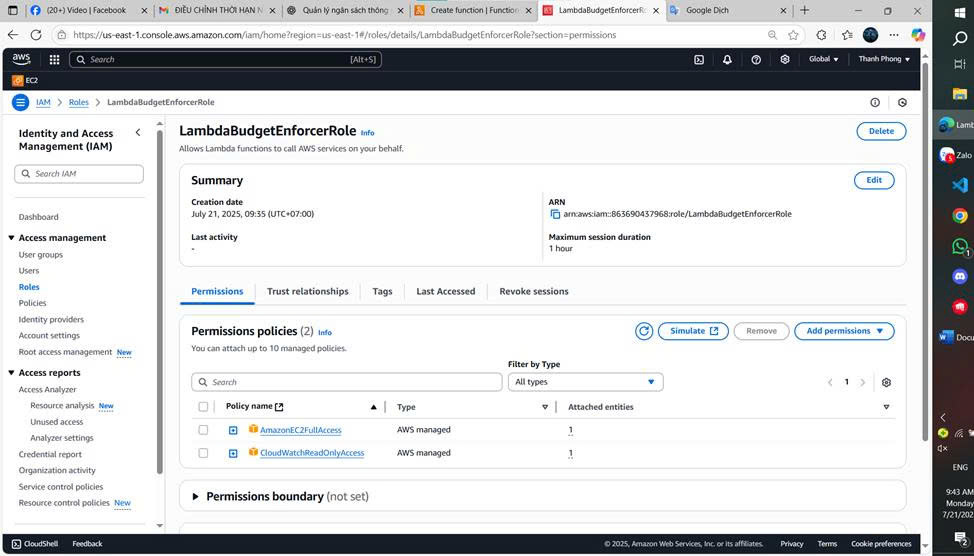 (20+) Video | Facebook
ĐIỀU CHỈNH THỜI HẠN N
Quản lý ngân sách thông
Create function | Function
LambdaBudgetEnforcerRole
Google Dịch
https://us-east-1.console.aws.amazon.com/iam/home?region=us-east-1#/roles/details/LambdaBudgetEnforcerRole?section=permissions
aws
Search
[Alt+S]
Global
Thanh Phong
EC2
IAM > Roles > LambdaBudgetEnforcerRole
Identity and Access
Management (IAM)
Search IAM
Dashboard
Access management
User groups
Users
Roles
Policies
Identity providers
Account settings
Root access management New
Access reports
Access Analyzer
Resource analysis New
Unused access
Analyzer settings
Credential report
Organization activity
Service control policies
Resource control policies New
LambdaBudgetEnforcerRole Info
Delete
Allows Lambda functions to call AWS services on your behalf.
Summary
Edit
Creation date
July 21, 2025, 09:35 (UTC+07:00)
ARN
arn:aws:iam::863690437968:role/LambdaBudgetEnforcerRole
Last activity
-
Maximum session duration
1 hour
Permissions
Trust relationships
Tags
Last Accessed
Revoke sessions
Permissions policies (2) Info
Simulate
Remove
Add permissions
You can attach up to 10 managed policies.
Filter by Type
Search
All types
1
Policy name
Type
Attached entities
AmazonEC2FullAccess
AWS managed
1
CloudWatchReadOnlyAccess
AWS managed
1
Permissions boundary (not set)
CloudShell
Feedback
© 2025, Amazon Web Services, Inc. or its affiliates.
Privacy
Terms
Cookie preferences
Lamb
Zalo
5
1
Docu
ENG
9:43 AM
Monday
7/21/202
2